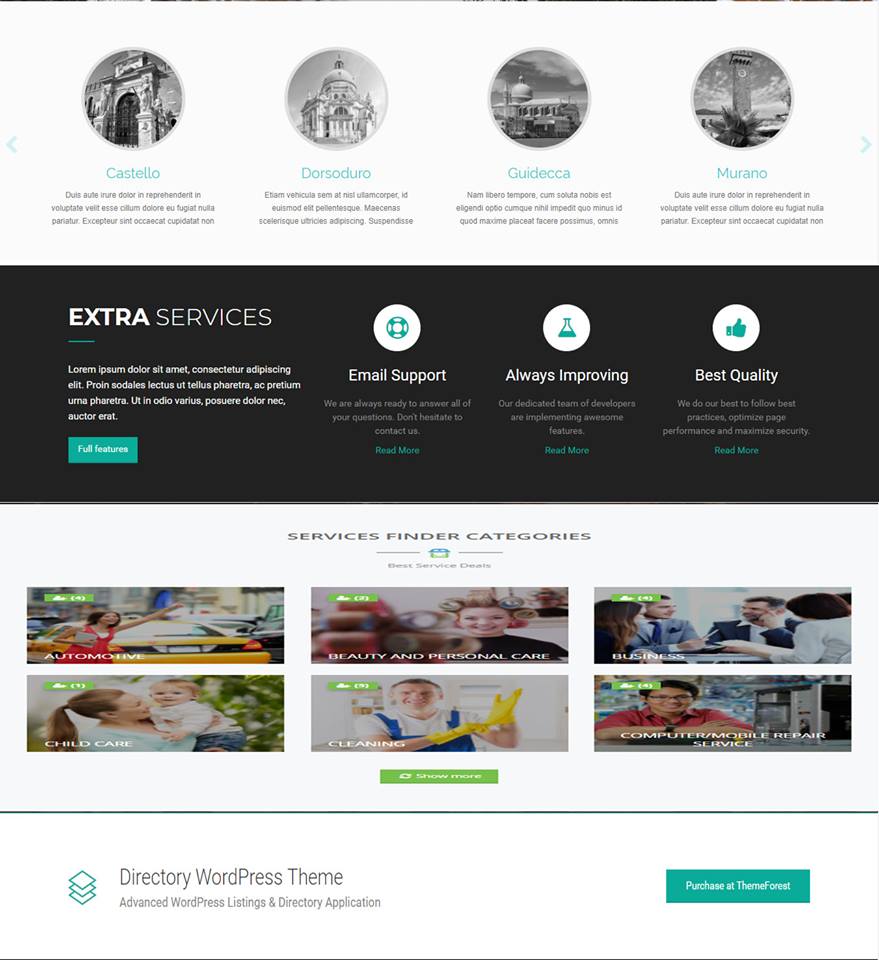 Castello
Duis aute irure dolor in reprehenderit in
voluptate velit esse cillum dolore eu fugiat nulla
pariatur. Excepteur sint occaecat cupidatat non
Dorsoduro
Etiam vehicula sem at nisl ullamcorper, id
euismod elit pellentesque. Maecenas
scelerisque ultricies adipiscing. Suspendisse
Guidecca
Nam libero tempore, cum soluta nobis est
eligendi optio cumque nihil impedit quo minus id
quod maxime placeat facere possimus, omnis
Murano
Duis aute irure dolor in reprehenderit in
voluptate velit esse cillum dolore eu fugiat nulla
pariatur. Excepteur sint occaecat cupidatat non
EXTRA SERVICES
Lorem ipsum dolor sit amet, consectetur adipiscing
elit. Proin sodales lectus ut tellus pharetra, ac pretium
urna pharetra. Ut in odio varius, posuere dolor nec,
auctor erat.
Full features
Email Support
We are always ready to answer all of
your questions. Don't hesitate to
contact us.
Read More
Always Improving
Our dedicated team of developers
are implementing awesome
features.
Read More
Best Quality
We do our best to follow best
practices, optimize page
performance and maximize security.
Read More
SERVICES FINDER CATEGORIES
Best Service Deals
(4)
AUTOMOTIVE
(2)
BEAUTY AND PERSONAL CARE
(4)
BUSINESS
(1)
CHILD CARE
(5)
CLEANING
(4)
COMPUTER/MOBILE REPAIR
SERVICE
Show more
Directory WordPress Theme
Advanced WordPress Listings & Directory Application
Purchase at ThemeForest